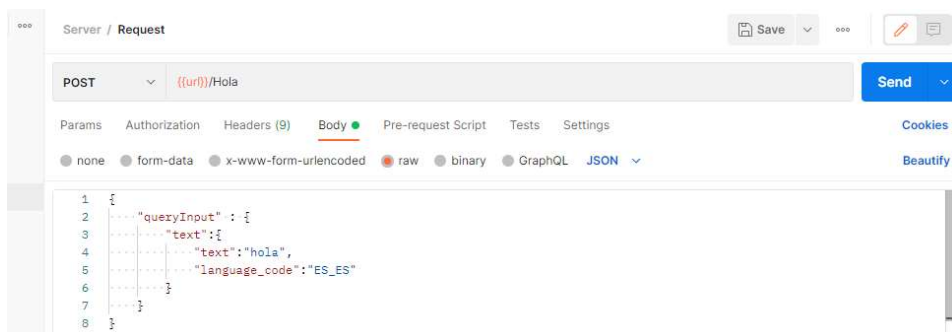 Server / Request
Save
POST {{url}}/Hola Send
Params Authorization Headers (9) Body Pre-request Script Tests Settings Cookies
none form-data x-www-form-urlencoded raw binary GraphQL JSON Beautify
1 {
2 "queryInput" : {
3 "text":{
4 "text":"hola",
5 "language_code":"ES_ES"
6 }
7 }
8 }